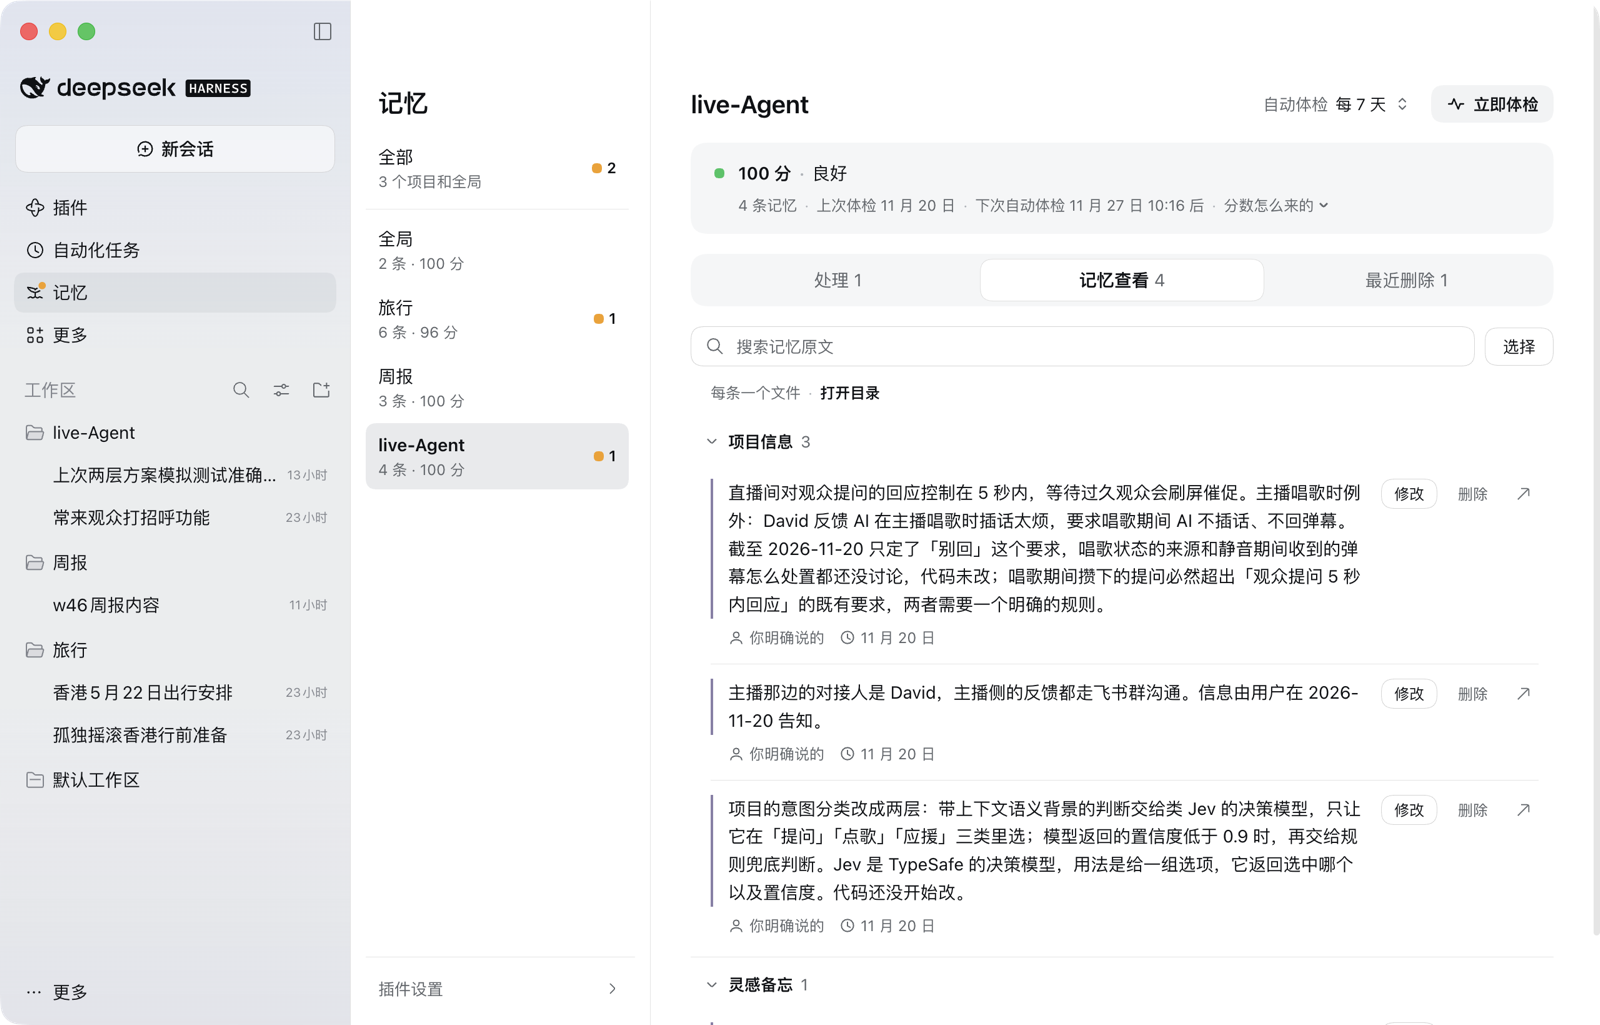 deepseek HARNESS
新会话
插件
自动化任务
记忆
更多
工作区
live-Agent
上次两层方案模拟测试准确... 13小时
常来观众打招呼功能 23小时
周报
w46周报内容 11小时
旅行
香港5月22日出行安排 23小时
孤独摇滚香港行前准备 23小时
默认工作区
... 更多
记忆
全部
3 个项目和全局
2
全局
2 条 · 100 分
旅行
6 条 · 96 分
1
周报
3 条 · 100 分
live-Agent
4 条 · 100 分
1
插件设置
live-Agent
自动体检 每 7 天
立即体检
100 分 · 良好
4 条记忆 · 上次体检 11 月 20 日 · 下次自动体检 11 月 27 日 10:16 后 · 分数怎么来的
处理 1
记忆查看 4
最近删除 1
搜索记忆原文
选择
每条一个文件 · 打开目录
项目信息 3
直播间对观众提问的回应控制在 5 秒内，等待过久观众会刷屏催促。主播唱歌时例
外：David 反馈 AI 在主播唱歌时插话太烦，要求唱歌期间 AI 不插话、不回弹幕。
截至 2026-11-20 只定了「别回」这个要求，唱歌状态的来源和静音期间收到的弹
幕怎么处置都还没讨论，代码未改；唱歌期间攒下的提问必然超出「观众提问 5 秒
内回应」的既有要求，两者需要一个明确的规则。
修改 删除
你明确说的 11 月 20 日
主播那边的对接人是 David，主播侧的反馈都走飞书群沟通。信息由用户在 2026-
11-20 告知。
修改 删除
你明确说的 11 月 20 日
项目的意图分类改成两层：带上下文语义背景的判断交给类 Jev 的决策模型，只让
它在「提问」「点歌」「应援」三类里选；模型返回的置信度低于 0.9 时，再交给规
则兜底判断。Jev 是 TypeSafe 的决策模型，用法是给一组选项，它返回选中哪个
以及置信度。代码还没开始改。
修改 删除
你明确说的 11 月 20 日
灵感备忘 1